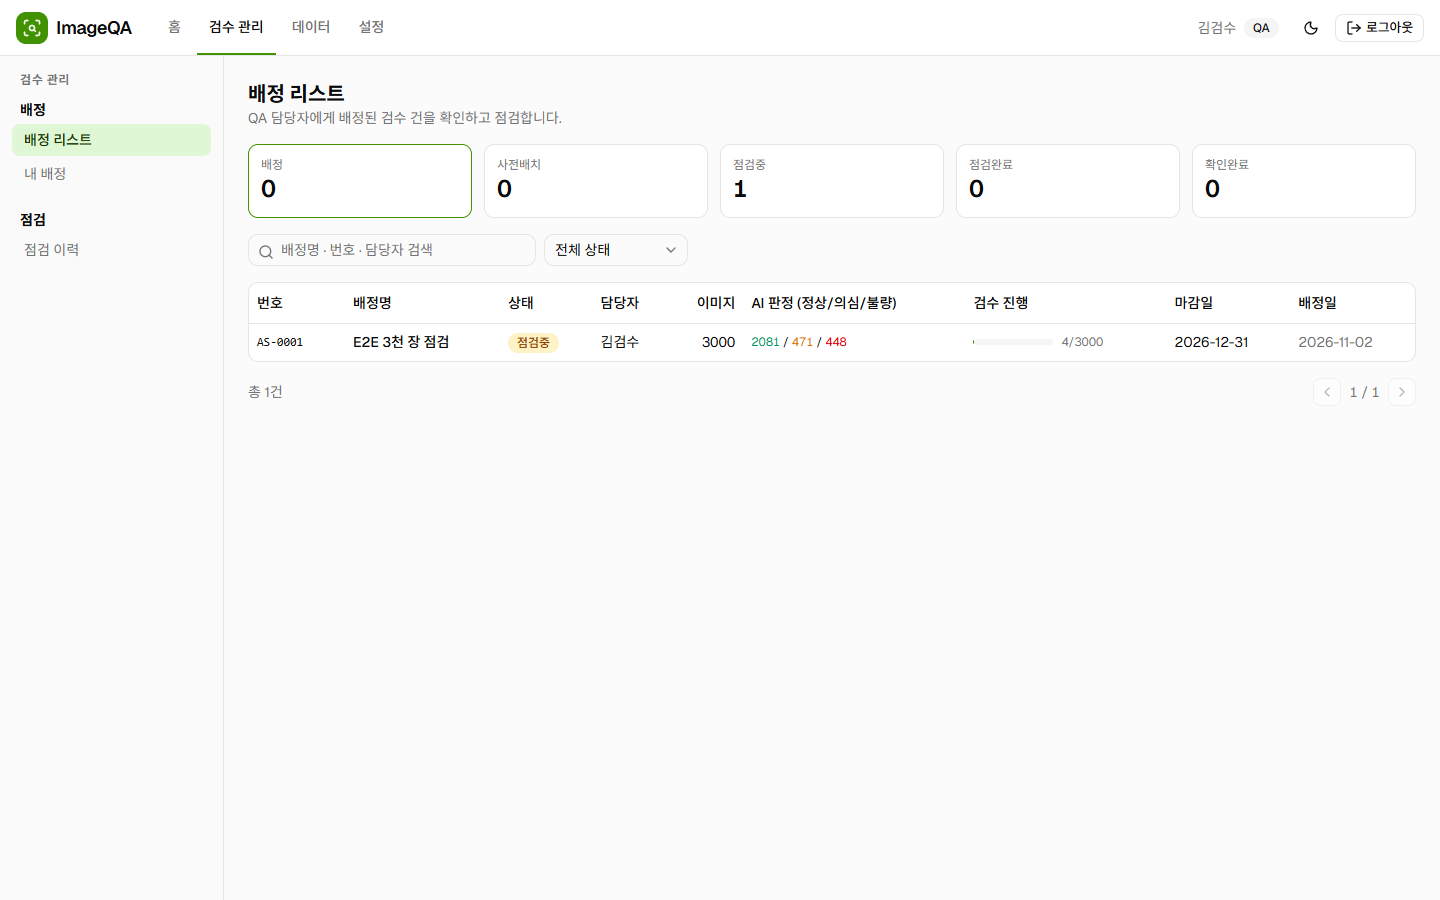 ImageQA 홈 검수 관리 데이터 설정 김검수 QA 로그아웃
검수 관리
배정
배정 리스트
내 배정
점검
점검 이력
배정 리스트
QA 담당자에게 배정된 검수 건을 확인하고 점검합니다.
배정 사전배치 점검중 점검완료 확인완료
0 0 1 0 0
배정명 · 번호 · 담당자 검색 전체 상태
번호 배정명 상태 담당자 이미지 AI 판정 (정상/의심/불량) 검수 진행 마감일 배정일
AS-0001 E2E 3천 장 점검 점검중 김검수 3000 2081 / 471 / 448 4/3000 2026-12-31 2026-11-02
총 1건 1 / 1